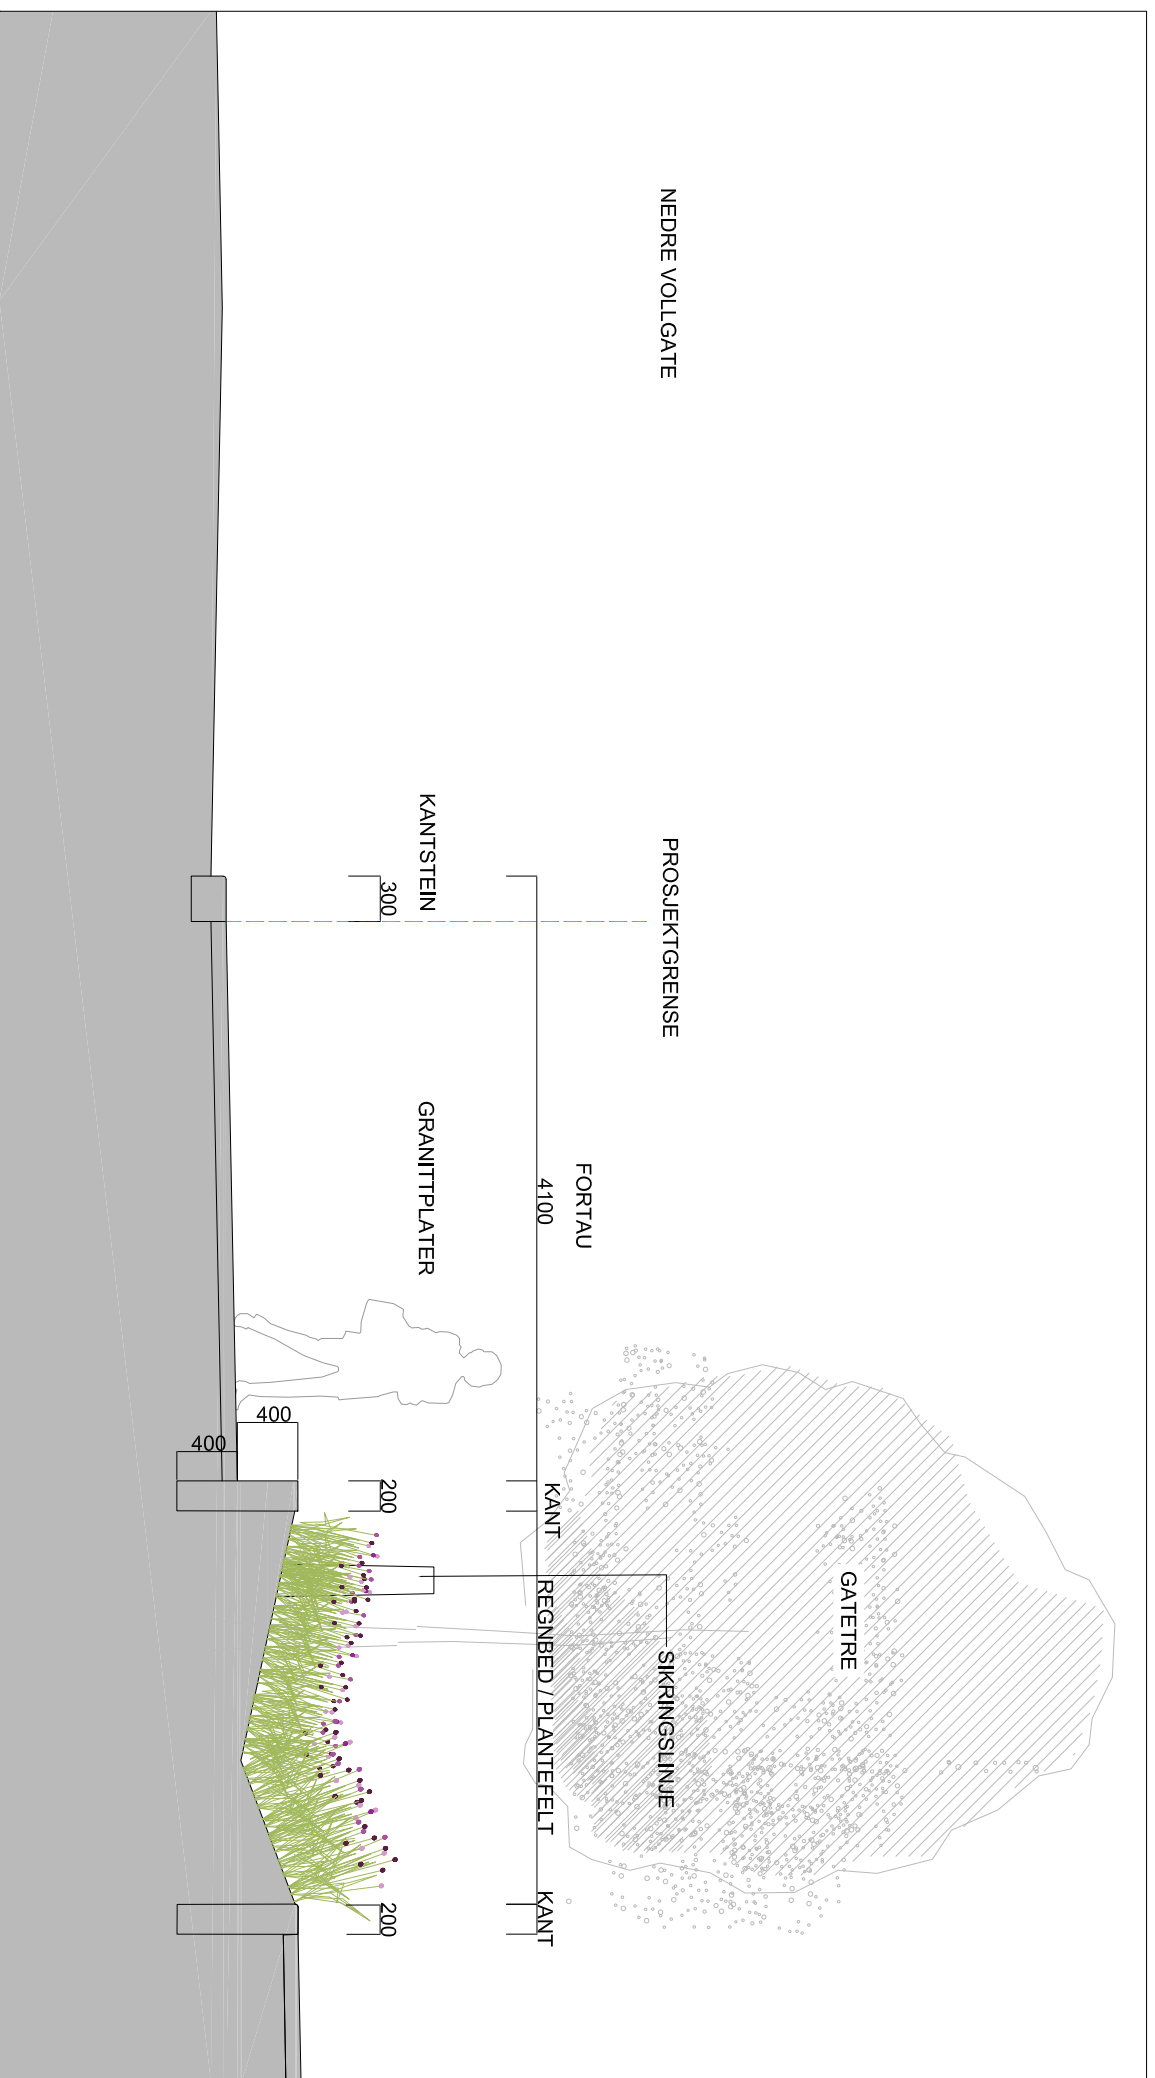 NEDRE VOLLGATE
PROSJEKTGRENSE
GATETRE
SIKRINGSLINJE
FORTAU
4100
KANT
REGNBED / PLANTEFELT
KANT
KANTSTEIN
GRANITTPLATER
300
200
200
400
400